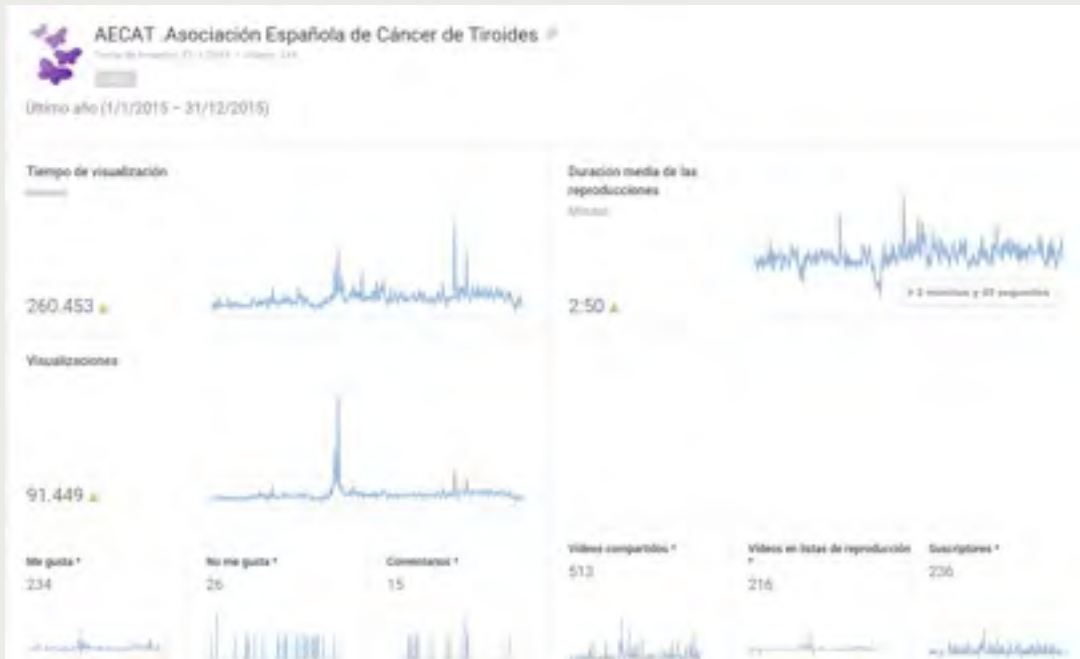 AECAT .Asociación Española de Cáncer de Tiroides
Último año (1/1/2015 – 31/12/2015)
Tiempo de visualización
260.453
Visualizaciones
91.449
Duración media de las
reproducciones
Minutos
2:50
Me gusta *
234
No me gusta *
26
Comentarios *
15
Vídeos compartidos *
513
Vídeos en listas de reproducción
*
216
Suscriptores *
236